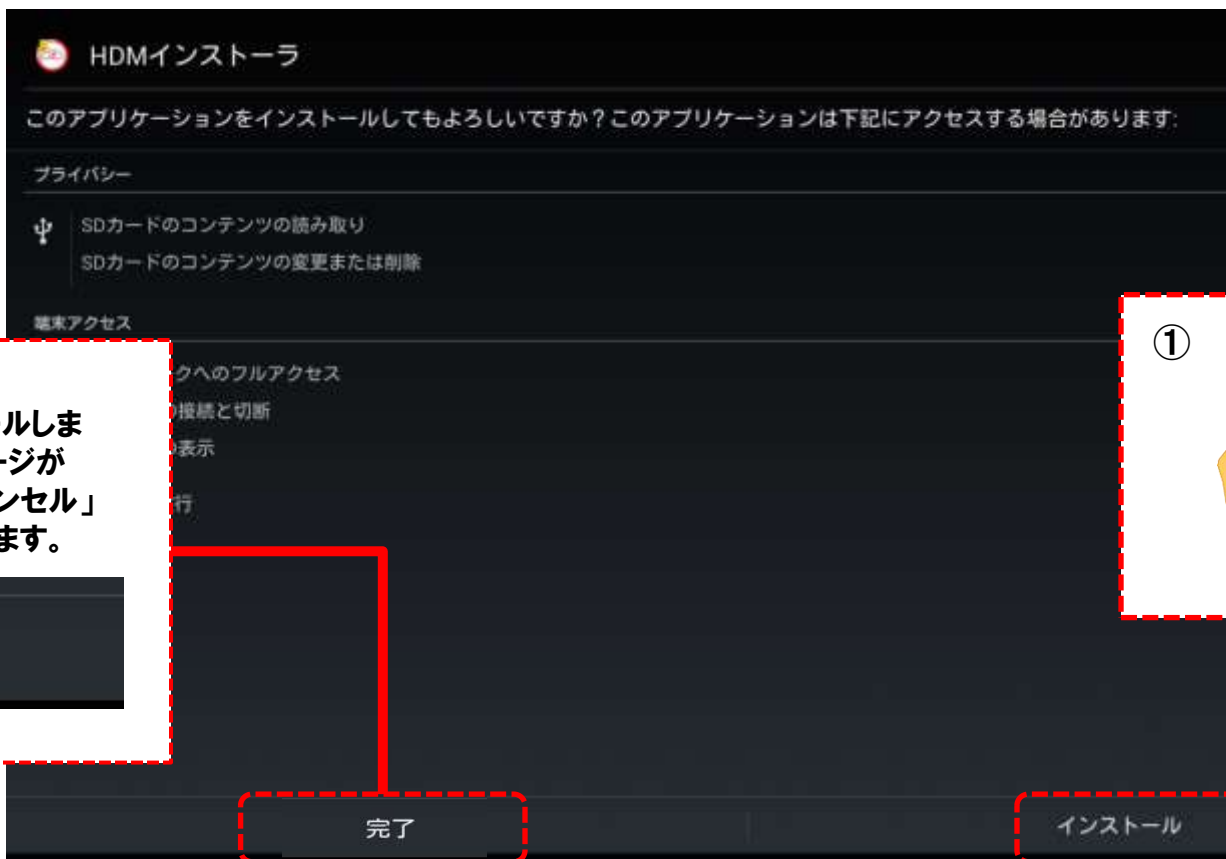 HDMインストーラ
このアプリケーションをインストールしてもよろしいですか？このアプリケーションは下記にアクセスする場合があります:
プライバシー
SDカードのコンテンツの読み取り
SDカードのコンテンツの変更または削除
端末アクセス
クへのフルアクセス
接続と切断
の表示
行
ールしま
ージが
ンセル」
ます。
①
完了
インストール